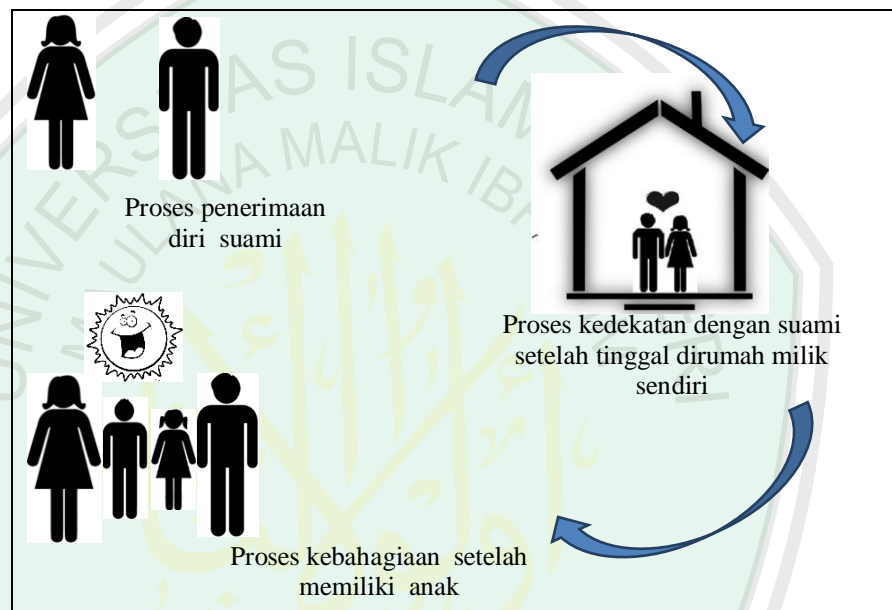 Proses penerimaan
diri suami
Proses kedekatan dengan suami
setelah tinggal dirumah milik
sendiri
Proses kebahagiaan setelah
memiliki anak